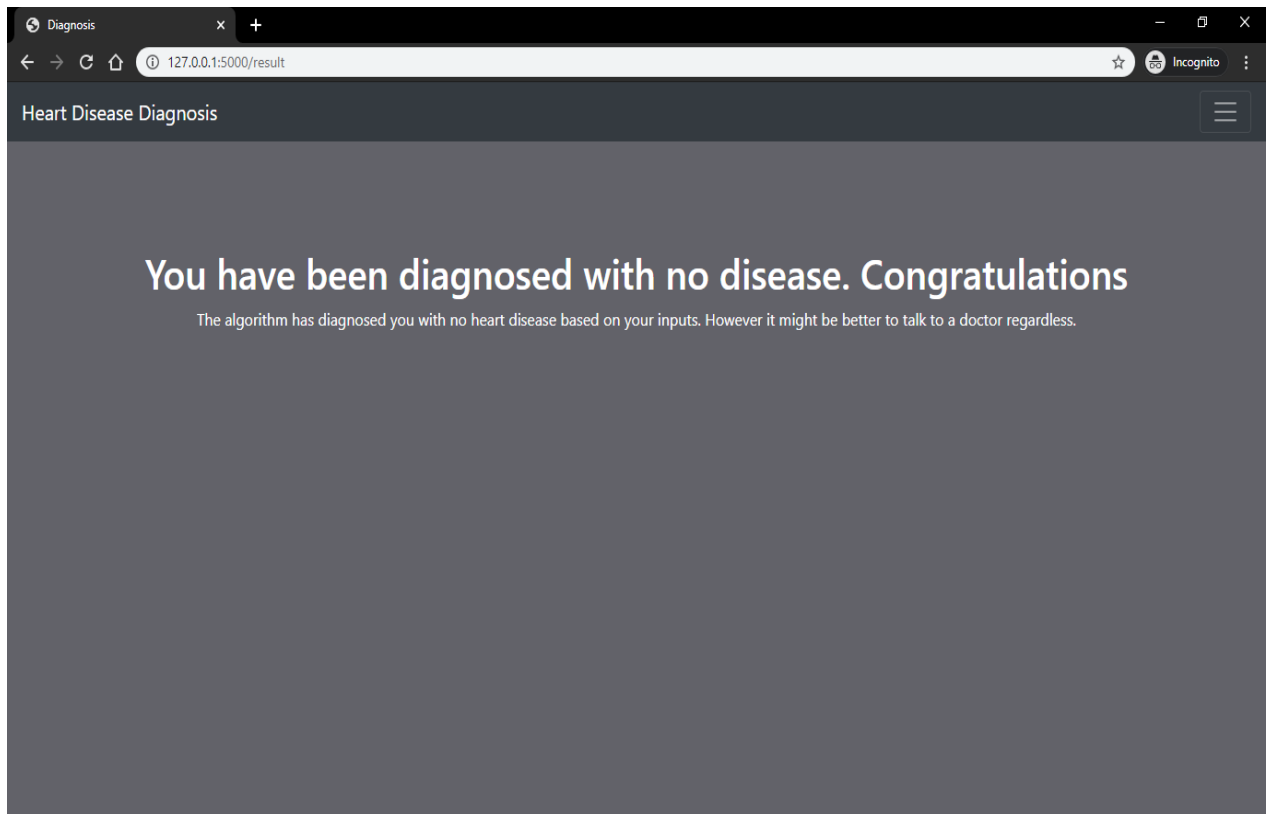 Diagnosis
127.0.0.1:5000/result
Incognito
Heart Disease Diagnosis
You have been diagnosed with no disease. Congratulations
The algorithm has diagnosed you with no heart disease based on your inputs. However it might be better to talk to a doctor regardless.